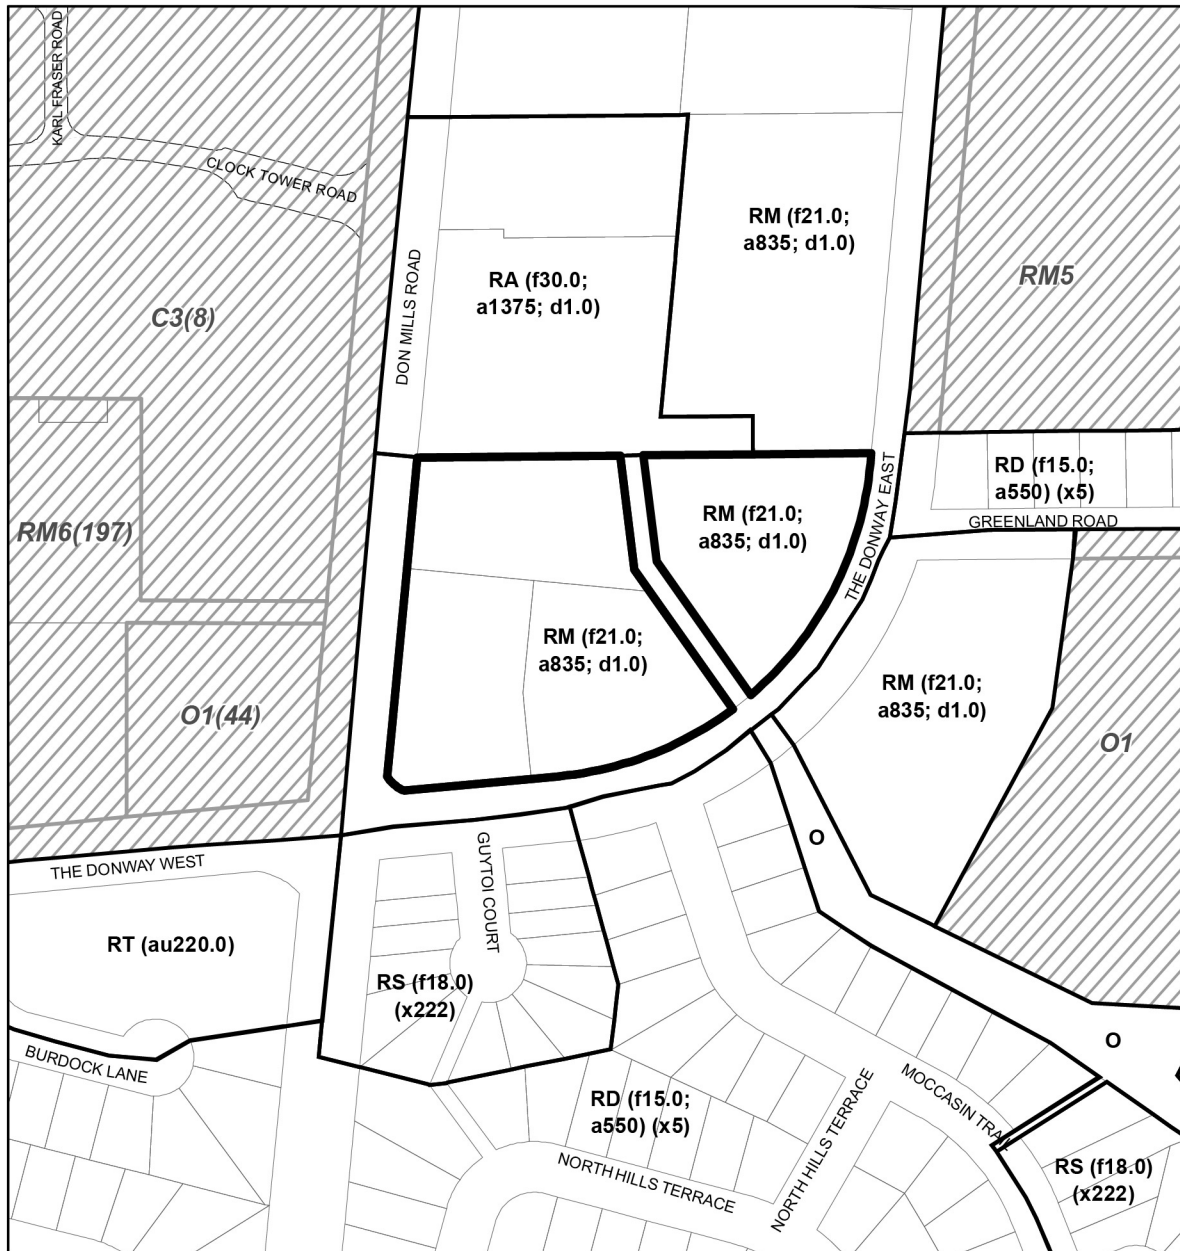 KARL FRASER ROAD
CLOCK TOWER ROAD
C3(8)
DON MILLS ROAD
RA (f30.0;
a1375; d1.0)
RM (f21.0;
a835; d1.0)
RM5
RM6(197)
RM (f21.0;
a835; d1.0)
THE DONWAY EAST
RD (f15.0;
a550) (x5)
GREENLAND ROAD
O1(44)
RM (f21.0;
a835; d1.0)
RM (f21.0;
a835; d1.0)
O1
THE DONWAY WEST
GUYTOI COURT
O
RT (au220.0)
RS (f18.0)
(x222)
BURDOCK LANE
RD (f15.0;
a550) (x5)
NORTH HILLS TERRACE
NORTH HILLS TERRACE
MOCCASIN TRAIL
O
RS (f18.0)
(x222)